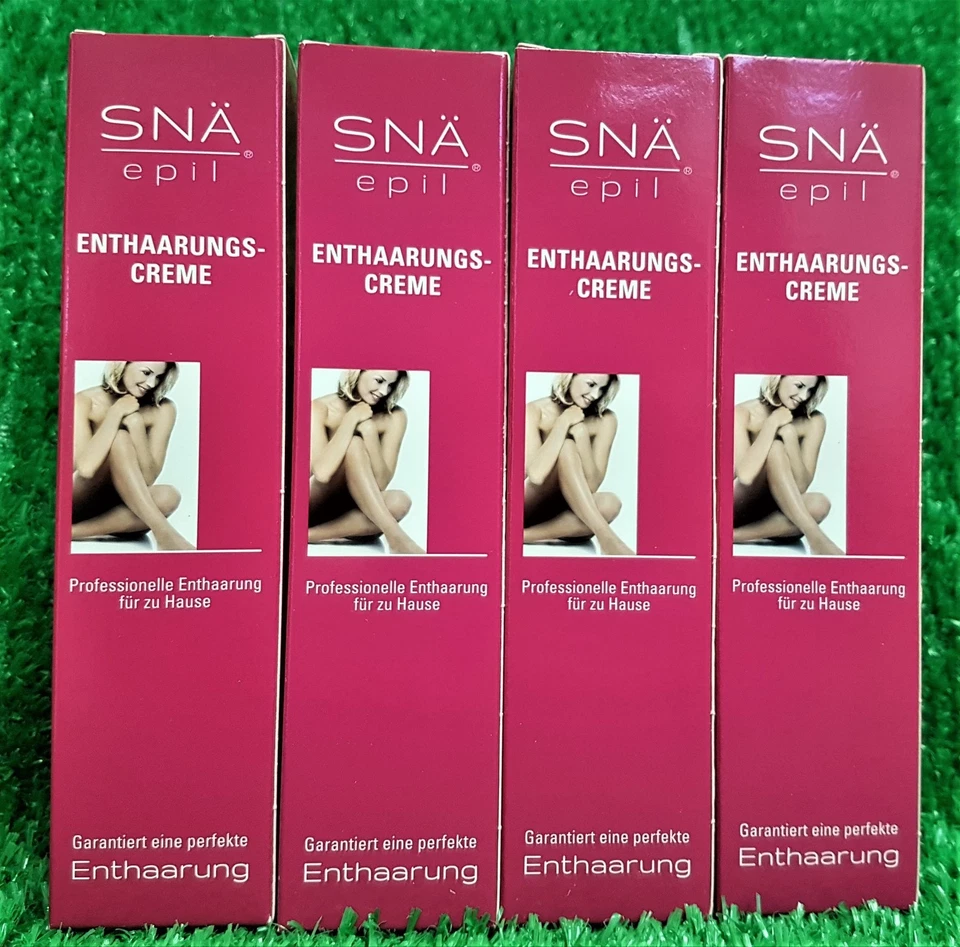 SNÄ
epil®
ENTHAARUNGS-
CREME
Professionelle Enthaarung
für zu Hause
Garantiert eine perfekte
Enthaarung
SNÄ
epil®
ENTHAARUNGS-
CREME
Professionelle Enthaarung
für zu Hause
Garantiert eine perfekte
Enthaarung
SNÄ
epil®
ENTHAARUNGS-
CREME
Professionelle Enthaarung
für zu Hause
Garantiert eine perfekte
Enthaarung
SNÄ
epil®
ENTHAARUNGS-
CREME
Professionelle Enthaarung
für zu Hause
Garantiert eine perfekte
Enthaarung